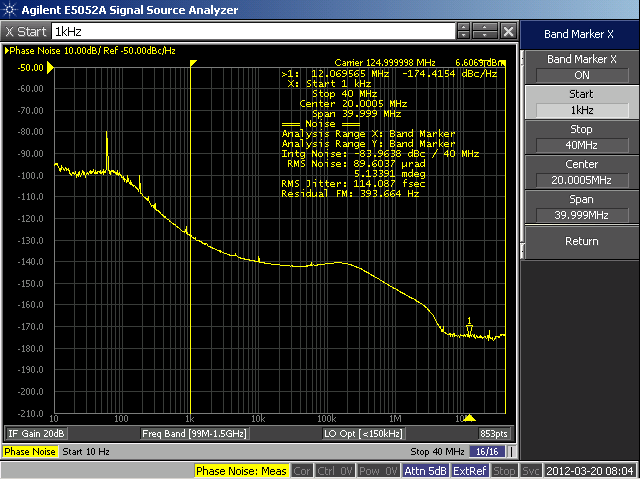 Agilent E5052A Signal Source Analyzer
X Start 1 kHz
Phase Noise 10.00dB/ Ref -50.00dBc/Hz
Carrier 124.999998 MHz 6.6069 dBm
>1: 12.069565 MHz -174.4154 dBc/Hz
X: Start 1 kHz
Stop 40 MHz
Center 20.0005 MHz
Span 39.999 MHz
=== Noise ===
Analysis Range X: Band Marker
Analysis Range Y: Band Marker
Intg Noise: -83.9638 dBc / 40 MHz
RMS Noise: 89.6037 µrad
5.13391 mdeg
RMS Jitter: 114.087 fsec
Residual FM: 393.664 Hz
-50.00
-60.00
-70.00
-80.00
-90.00
-100.0
-110.0
-120.0
-130.0
-140.0
-150.0
-160.0
-170.0
-180.0
-190.0
-200.0
-210.0
1
10 100 1k 10k 100k 1M 10M
IF Gain 20dB Freq Band [99M-1.5GHz] LO Opt [<150kHz] 853pts
Phase Noise Start 10 Hz Stop 40 MHz 16/16
Phase Noise: Meas Cor Ctrl 0V Pow 0V Attn 5dB ExtRef Stop Svc 2012-03-20 08:04
Band Marker X
Band Marker X
ON
Start
1kHz
Stop
40MHz
Center
20.0005MHz
Span
39.999MHz
Return